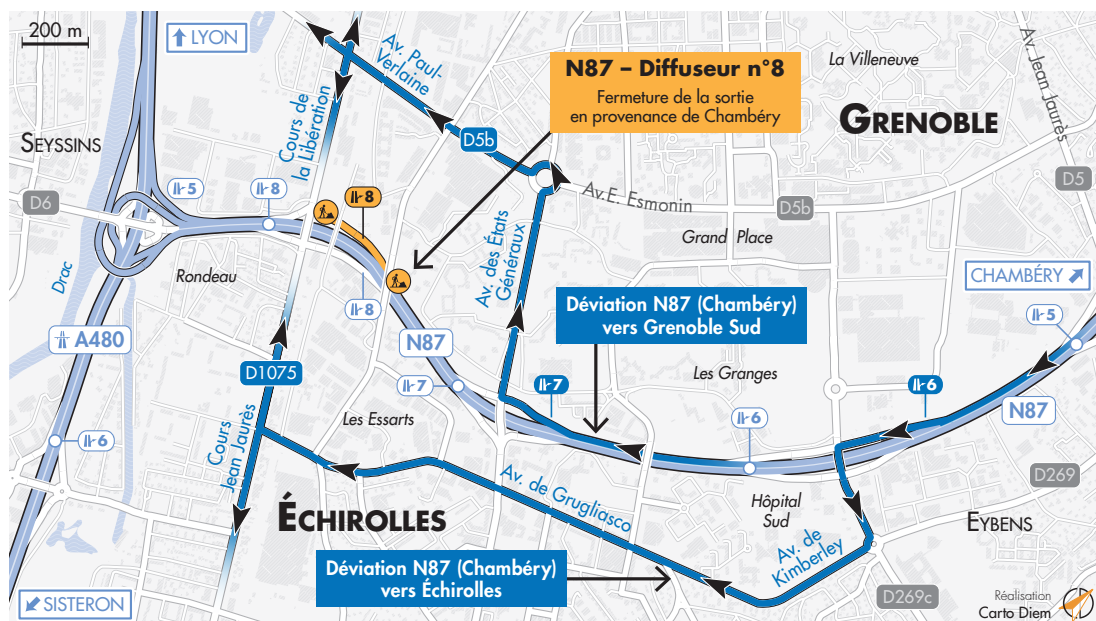 200 m
LYON
Av. Paul-
Verlaine
Cours de
la Libération
N87 – Diffuseur n°8
Fermeture de la sortie
en provenance de Chambéry
La Villeneuve
Av. Jean Jaurès
GRENOBLE
SEYSSINS
D5b
D6
5
8
8
Av.E. Esmonin
D5b
D5
Drac
Rondeau
8
Av. des États
Généraux
Grand Place
CHAMBÉRY
A480
N87
Déviation N87 (Chambéry)
vers Grenoble Sud
5
D1075
7
7
Les Granges
6
N87
Les Essarts
6
6
Cours
Jean Jaurès
D269
Av. de Grugliasco
Hôpital
Sud
ÉCHIROLLES
EYBENS
Av. de
Kimberley
Déviation N87 (Chambéry)
vers Échirolles
SISTERON
D269c
Réalisation
Carto Diem